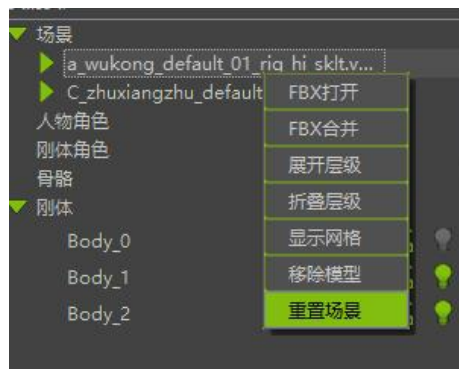 场景
a_wukong_default_01_rig_hi_sklt.v...
C_zhuxiangzhu_default
人物角色
刚体角色
骨骼
刚体
Body_0
Body_1
Body_2
FBX打开
FBX合并
展开层级
折叠层级
显示网格
移除模型
重置场景